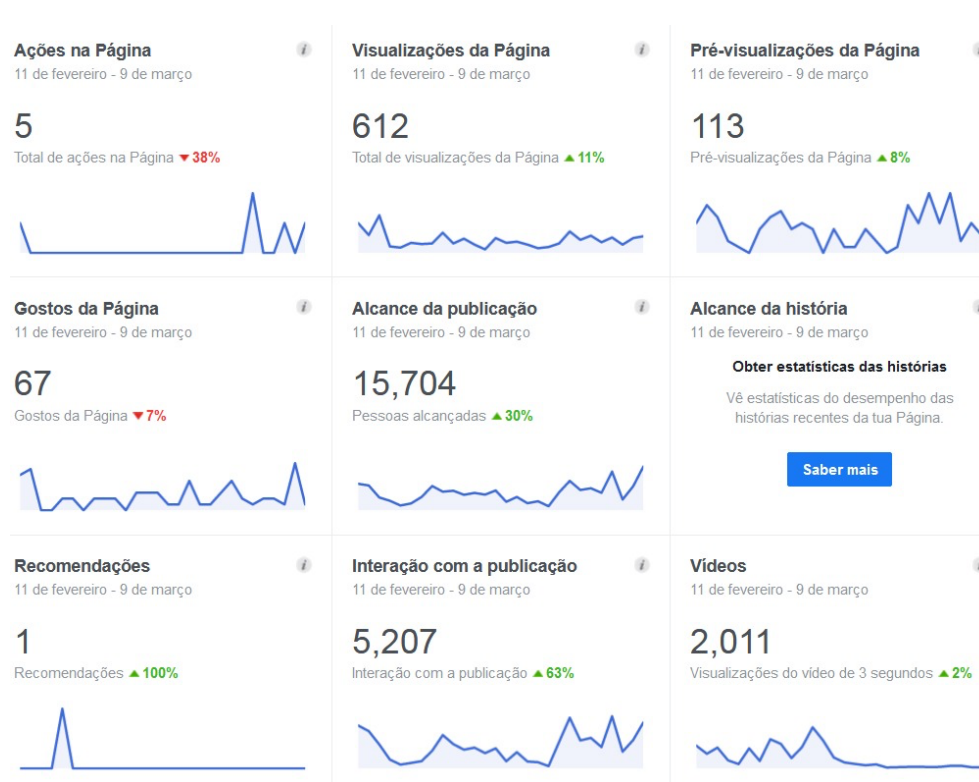 Ações na Página
11 de fevereiro - 9 de março
5
Total de ações na Página ▼ 38%
Visualizações da Página
11 de fevereiro - 9 de março
612
Total de visualizações da Página ▲ 11%
Pré-visualizações da Página
11 de fevereiro - 9 de março
113
Pré-visualizações da Página ▲ 8%
Gostos da Página
11 de fevereiro - 9 de março
67
Gostos da Página ▼ 7%
Alcance da publicação
11 de fevereiro - 9 de março
15,704
Pessoas alcançadas ▲ 30%
Alcance da história
11 de fevereiro - 9 de março
Obter estatísticas das histórias
Vê estatísticas do desempenho das
histórias recentes da tua Página.
Saber mais
Recomendações
11 de fevereiro - 9 de março
1
Recomendações ▲ 100%
Interação com a publicação
11 de fevereiro - 9 de março
5,207
Interação com a publicação ▲ 63%
Vídeos
11 de fevereiro - 9 de março
2,011
Visualizações do vídeo de 3 segundos ▲ 2%